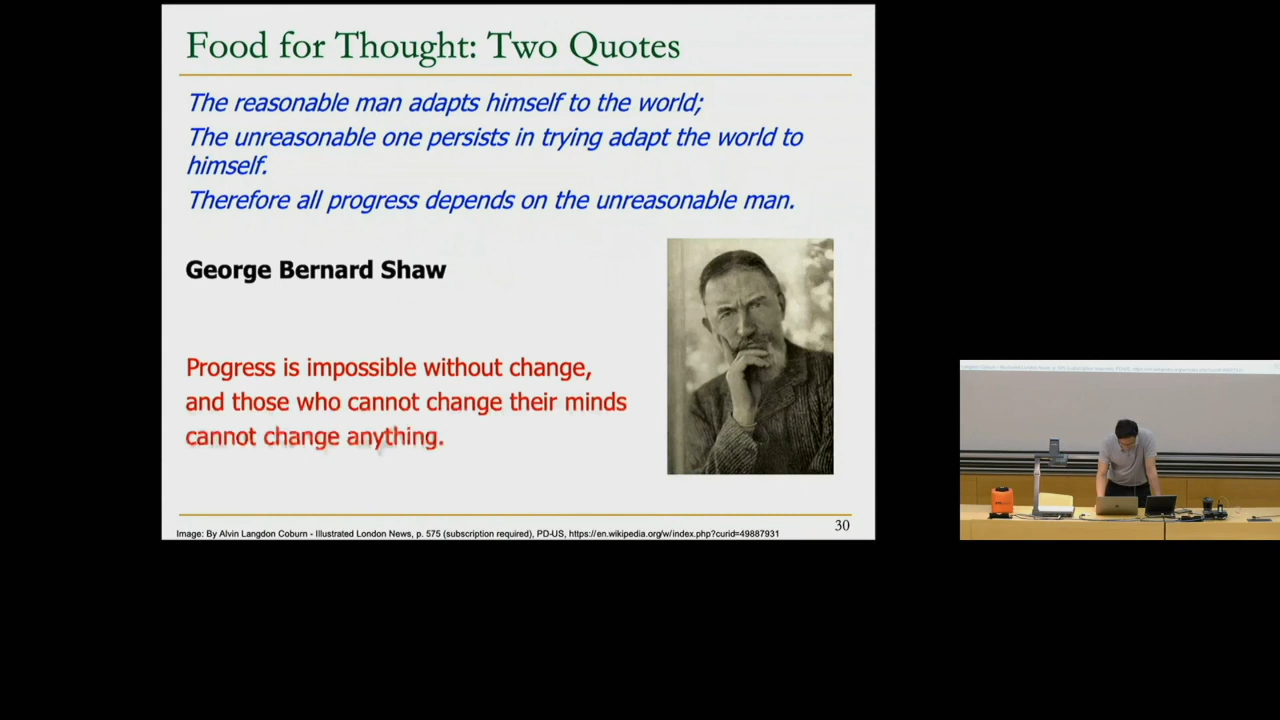 Food for Thought: Two Quotes
The reasonable man adapts himself to the world;
The unreasonable one persists in trying adapt the world to
himself.
Therefore all progress depends on the unreasonable man.
George Bernard Shaw
Progress is impossible without change,
and those who cannot change their minds
cannot change anything.
30
Image: By Alvin Langdon Coburn - Illustrated London News, p. 575 (subscription required), PD-US, https://en.wikipedia.org/w/index.php?curid=49887931